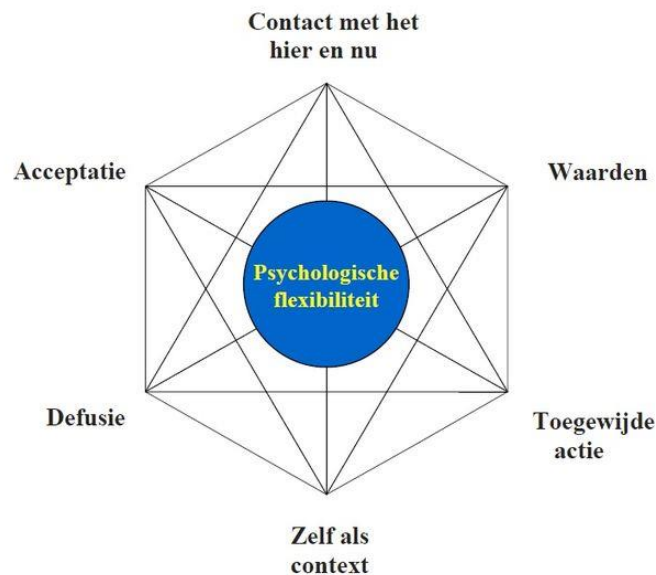 Contact met het
hier en nu
Acceptatie
Waarden
Psychologische
flexibiliteit
Defusie
Toegewijde
actie
Zelf als
context